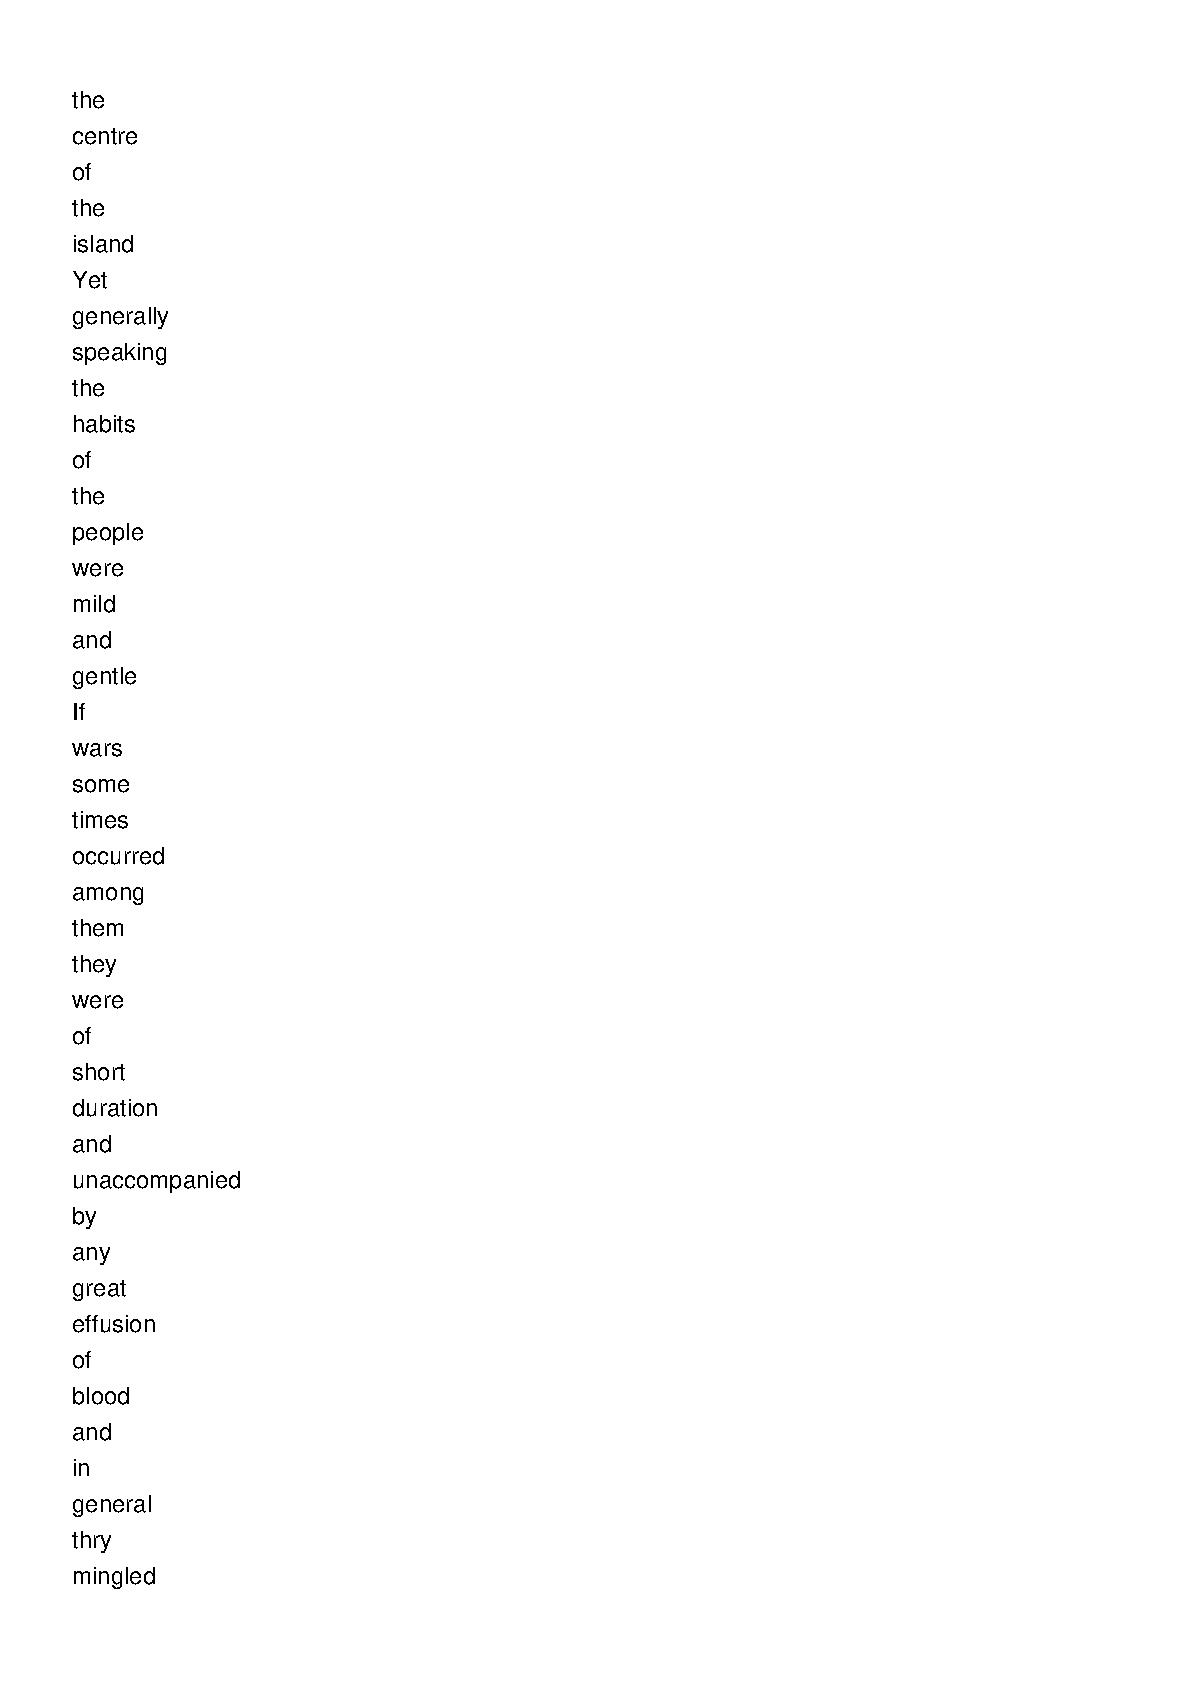 the
centre
of
the
island
Yet
generally
speaking
the
habits
of
the
people
were
mild
and
gentle
If
wars
some
times
occurred
among
them
they
were
of
short
duration
and
unaccompanied
by
any
great
effusion
of
blood
and
in
general
thry
mingled